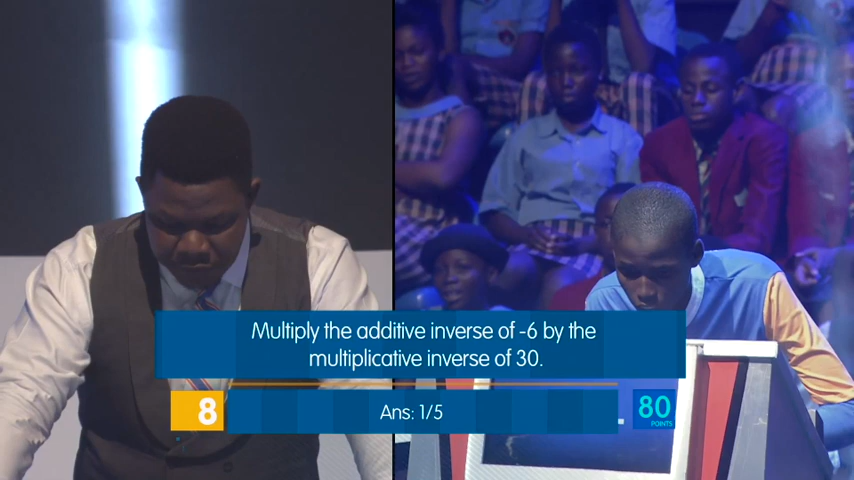 Multiply the additive inverse of -6 by the
multiplicative inverse of 30.
8
Ans: 1/5
80
POINTS